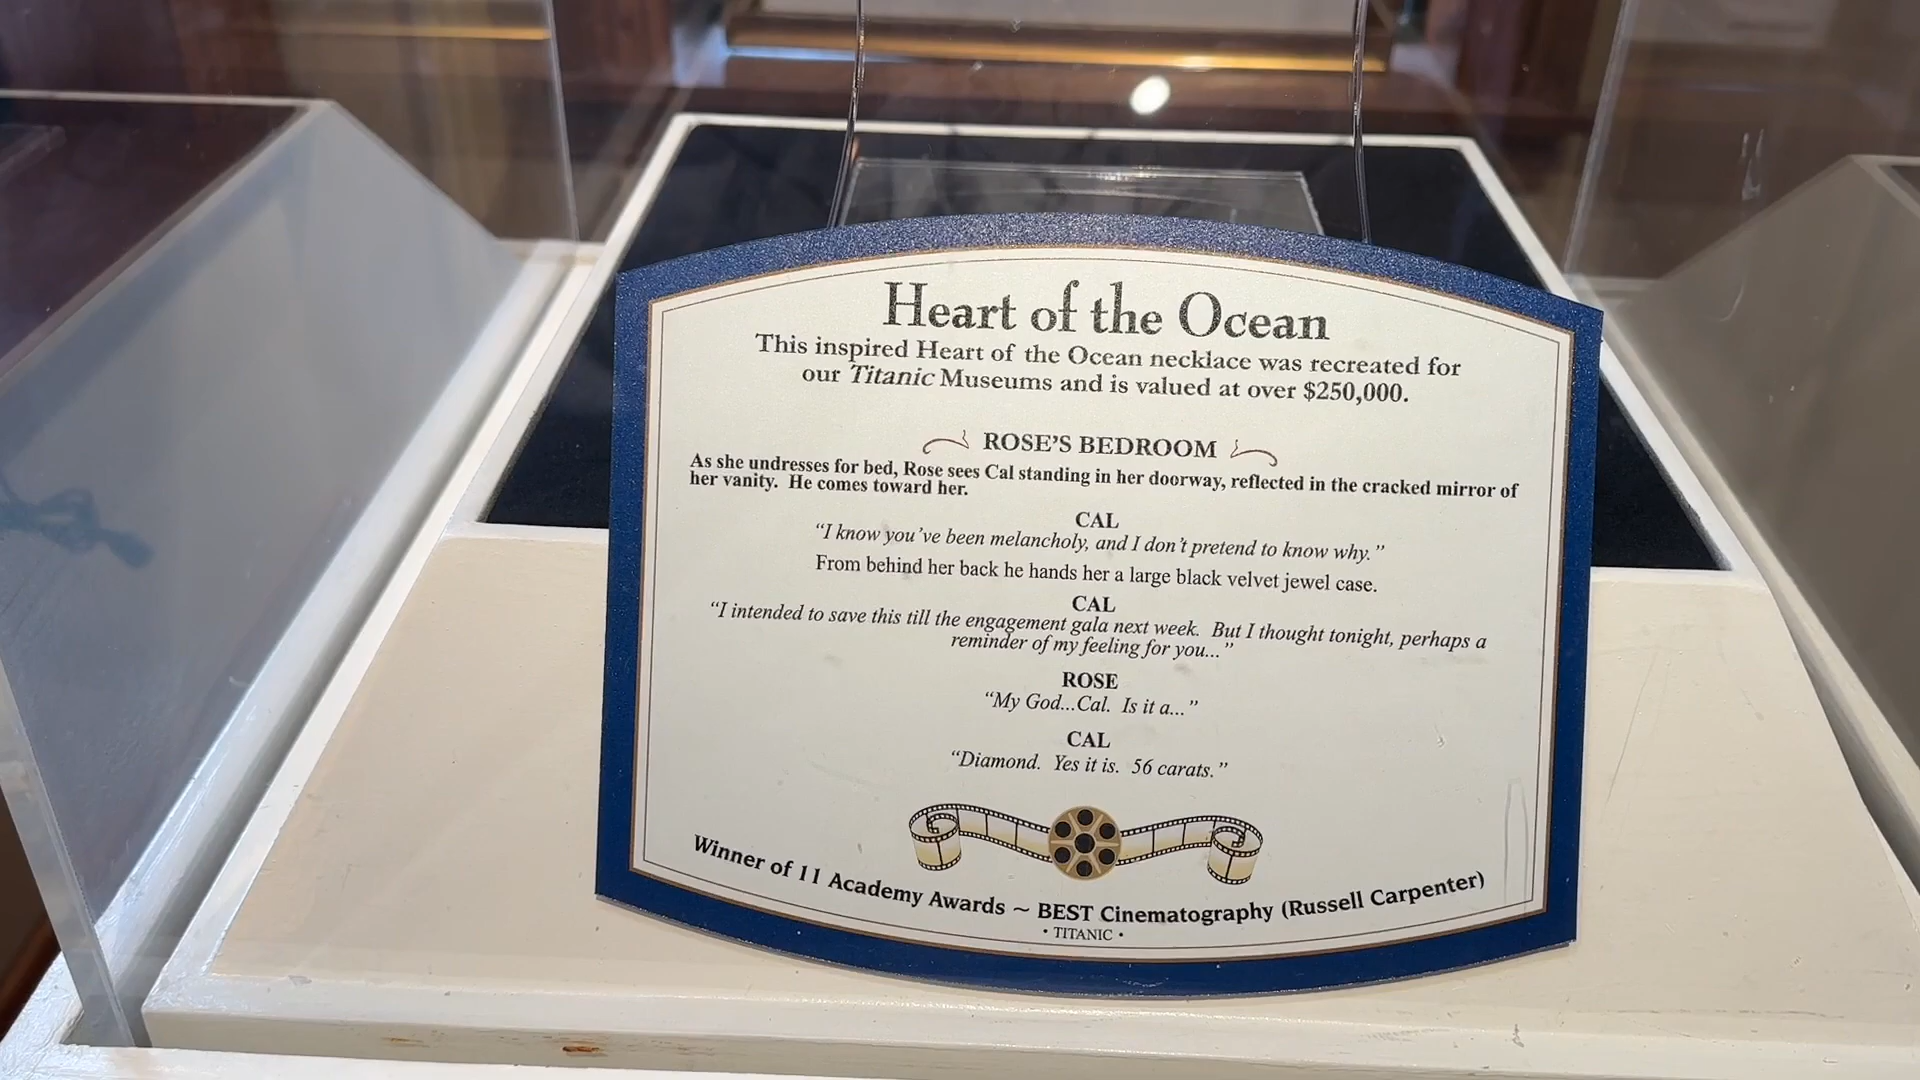 Heart of the Ocean
This inspired Heart of the Ocean necklace was recreated for
our Titanic Museums and is valued at over $250,000.
ROSE'S BEDROOM
As she undresses for bed, Rose sees Cal standing in her doorway, reflected in the cracked mirror of
her vanity. He comes toward her.
CAL
“I know you've been melancholy, and I don't pretend to know why.”
From behind her back he hands her a large black velvet jewel case.
CAL
“I intended to save this till the engagement gala next week. But I thought tonight, perhaps a
reminder of my feeling for you...”
ROSE
“My God...Cal. Is it a...”
CAL
“Diamond. Yes it is. 56 carats.”
Winner of 11 Academy Awards ~ BEST Cinematography (Russell Carpenter)
• TITANIC •